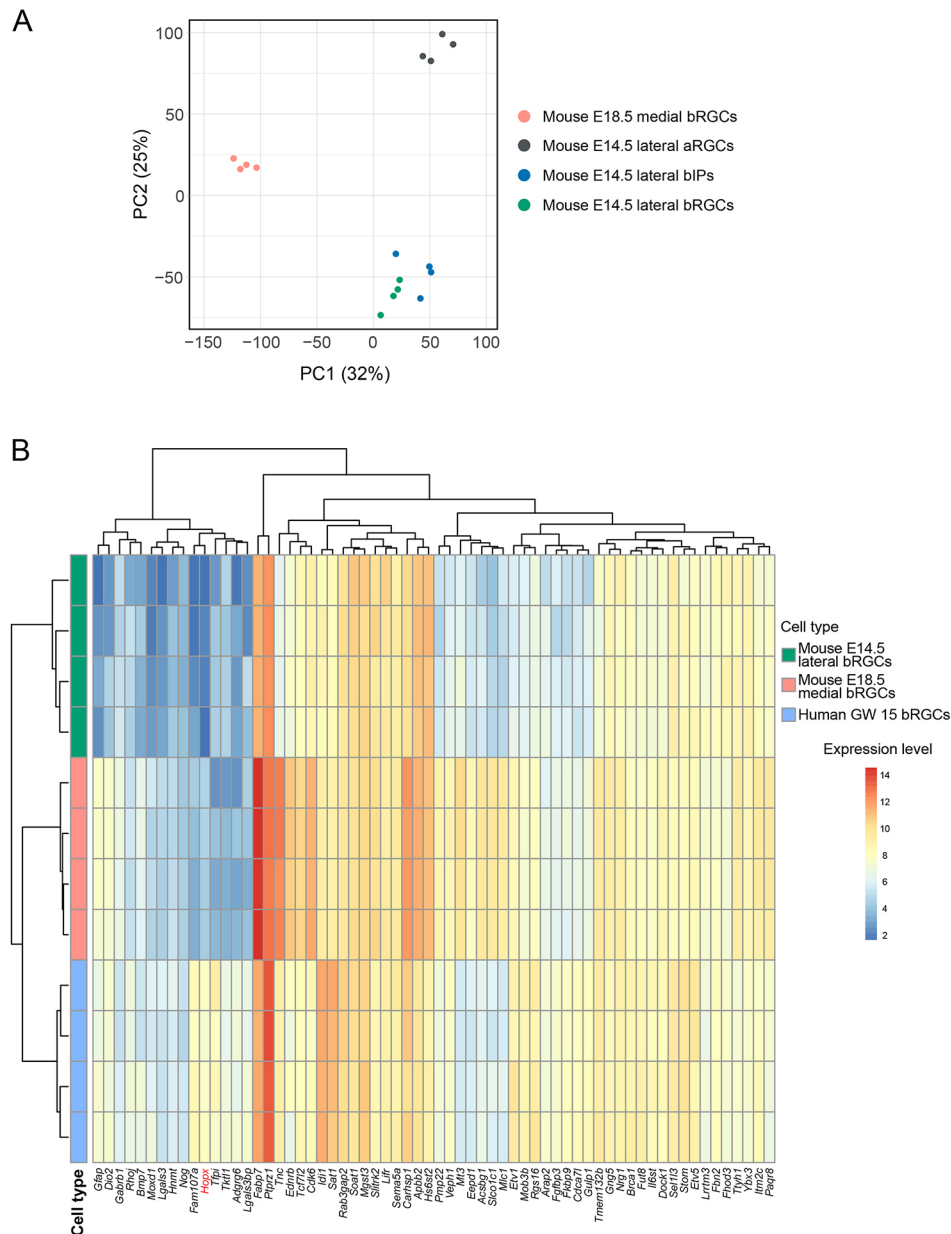 A
100
50
0
−50
PC2 (25%)
−150
−100
0
50
100
PC1 (32%)
Mouse E18.5 medial bRGCs
Mouse E14.5 lateral aRGCs
Mouse E14.5 lateral bIPs
Mouse E14.5 lateral bRGCs
B
Cell type
Mouse E14.5
lateral bRGCs
Mouse E18.5
medial bRGCs
Human GW 15 bRGCs
Expression level
14
12
10
8
6
4
2
Cell type
Gfap
Dio2
Gabrb1
Rhoj
Bmp7
Moxd1
Lgals3
Hnmt
Nog
Fam107a
Hopx
Tfpi
Tktl1
Adgrg6
Lgals3bp
Fabp7
Ptprz1
Tnc
Ednrb
Tcf7l2
Cdk6
Idi1
Sat1
Rab3gap2
Soat1
Mgst3
Slitrk2
Lifr
Sema5a
Carhsp1
Apbb2
Hs6st2
Pmp22
Veph1
Mt3
Eepd1
Acsbg1
Slco1c1
Mlc1
Etv1
Mob3b
Rgs16
Arap2
Fgfbp3
Fkbp9
Cdca7l
Gulp1
Tmem132b
Gng5
Nrg1
Brca1
Fut8
Il6st
Dock1
Sel1l3
Stom
Etv5
Lrrtm3
Fbn2
Fhod3
Ttyh1
Ybx3
Itm2c
Paqr8